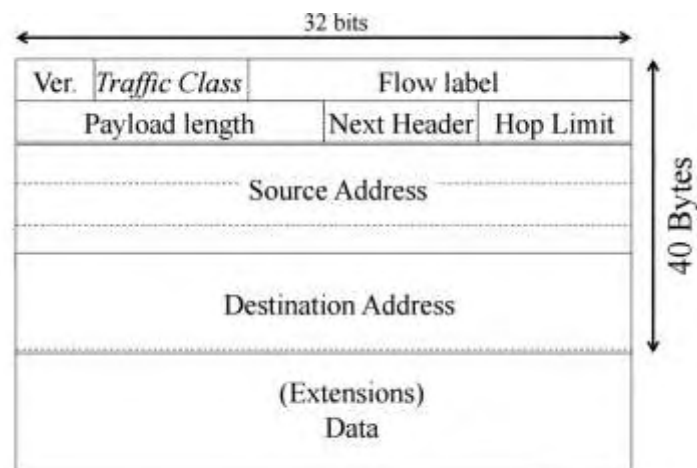 32 bits
Ver. Traffic Class Flow label
Payload length Next Header Hop Limit
Source Address
Destination Address
40 Bytes
(Extensions)
Data